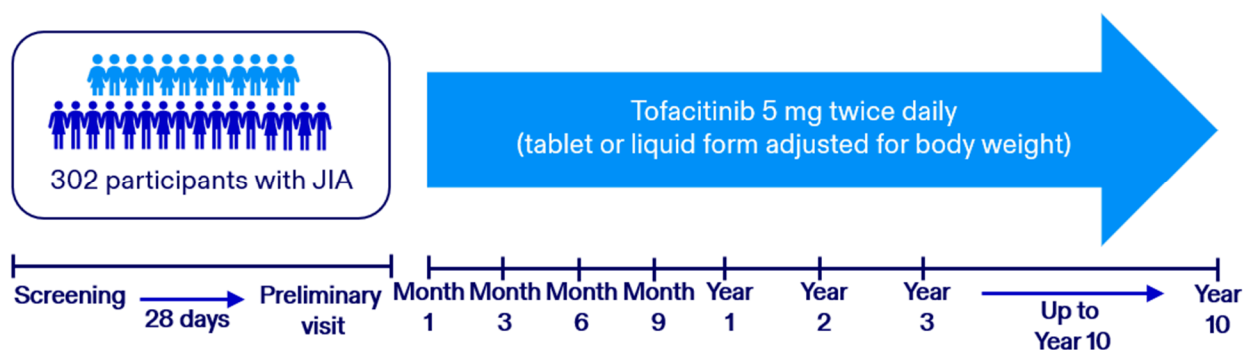 302 participants with JIA
Tofacitinib 5 mg twice daily
(tablet or liquid form adjusted for body weight)
Screening
28 days
Preliminary
visit
Month
1
Month
3
Month
6
Month
9
Year
1
Year
2
Year
3
Up to
Year 10
Year
10